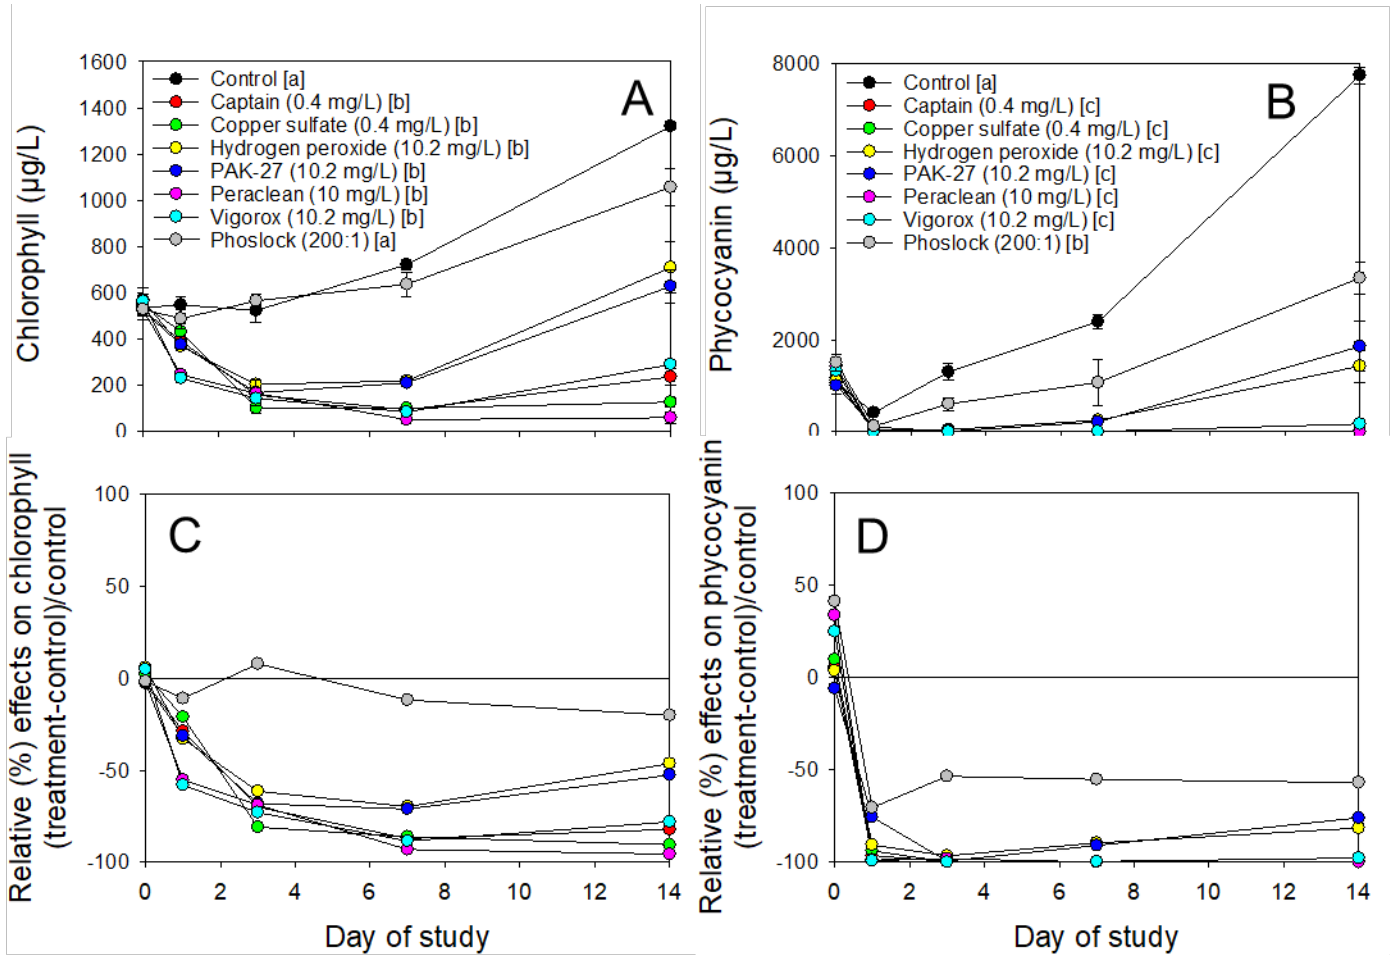 Chlorophyll (µg/L)
1600
1400
1200
1000
800
600
400
200
0
Control [a]
Captain (0.4 mg/L) [b]
Copper sulfate (0.4 mg/L) [b]
Hydrogen peroxide (10.2 mg/L) [b]
PAK-27 (10.2 mg/L) [b]
Peraclean (10 mg/L) [b]
Vigorox (10.2 mg/L) [b]
Phoslock (200:1) [a]
A
Phycocyanin (µg/L)
8000
6000
4000
2000
0
Control [a]
Captain (0.4 mg/L) [c]
Copper sulfate (0.4 mg/L) [c]
Hydrogen peroxide (10.2 mg/L) [c]
PAK-27 (10.2 mg/L) [c]
Peraclean (10 mg/L) [c]
Vigorox (10.2 mg/L) [c]
Phoslock (200:1) [b]
B
Relative (%) effects on chlorophyll
(treatment-control)/control
100
50
0
-50
-100
C
0 2 4 6 8 10 12 14
Day of study
Relative (%) effects on phycocyanin
(treatment-control)/control
100
50
0
-50
-100
D
0 2 4 6 8 10 12 14
Day of study